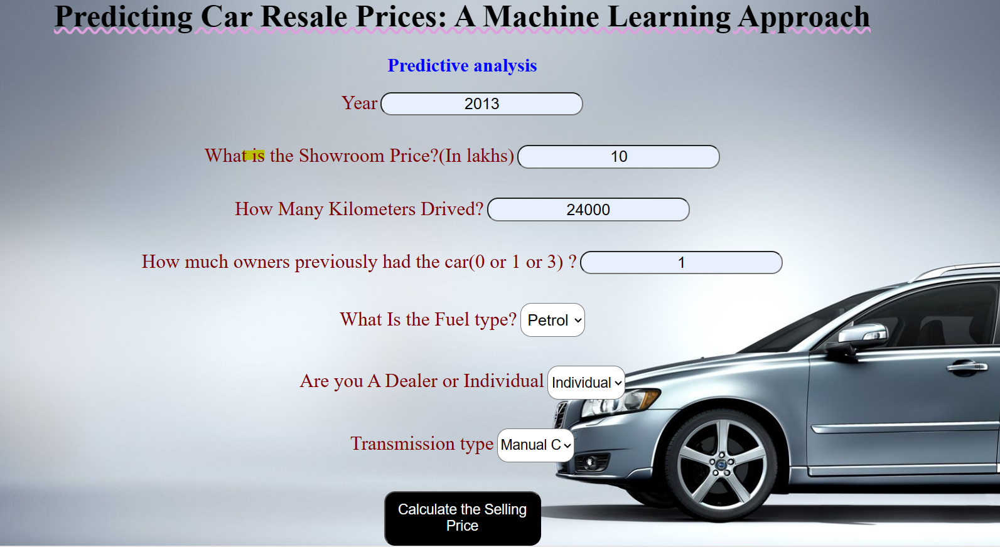 Predicting Car Resale Prices: A Machine Learning Approach
Predictive analysis
Year 2013
What is the Showroom Price?(In lakhs) 10
How Many Kilometers Drived? 24000
How much owners previously had the car(0 or 1 or 3) ? 1
What Is the Fuel type? Petrol
Are you A Dealer or Individual Individual
Transmission type Manual C
Calculate the Selling
Price